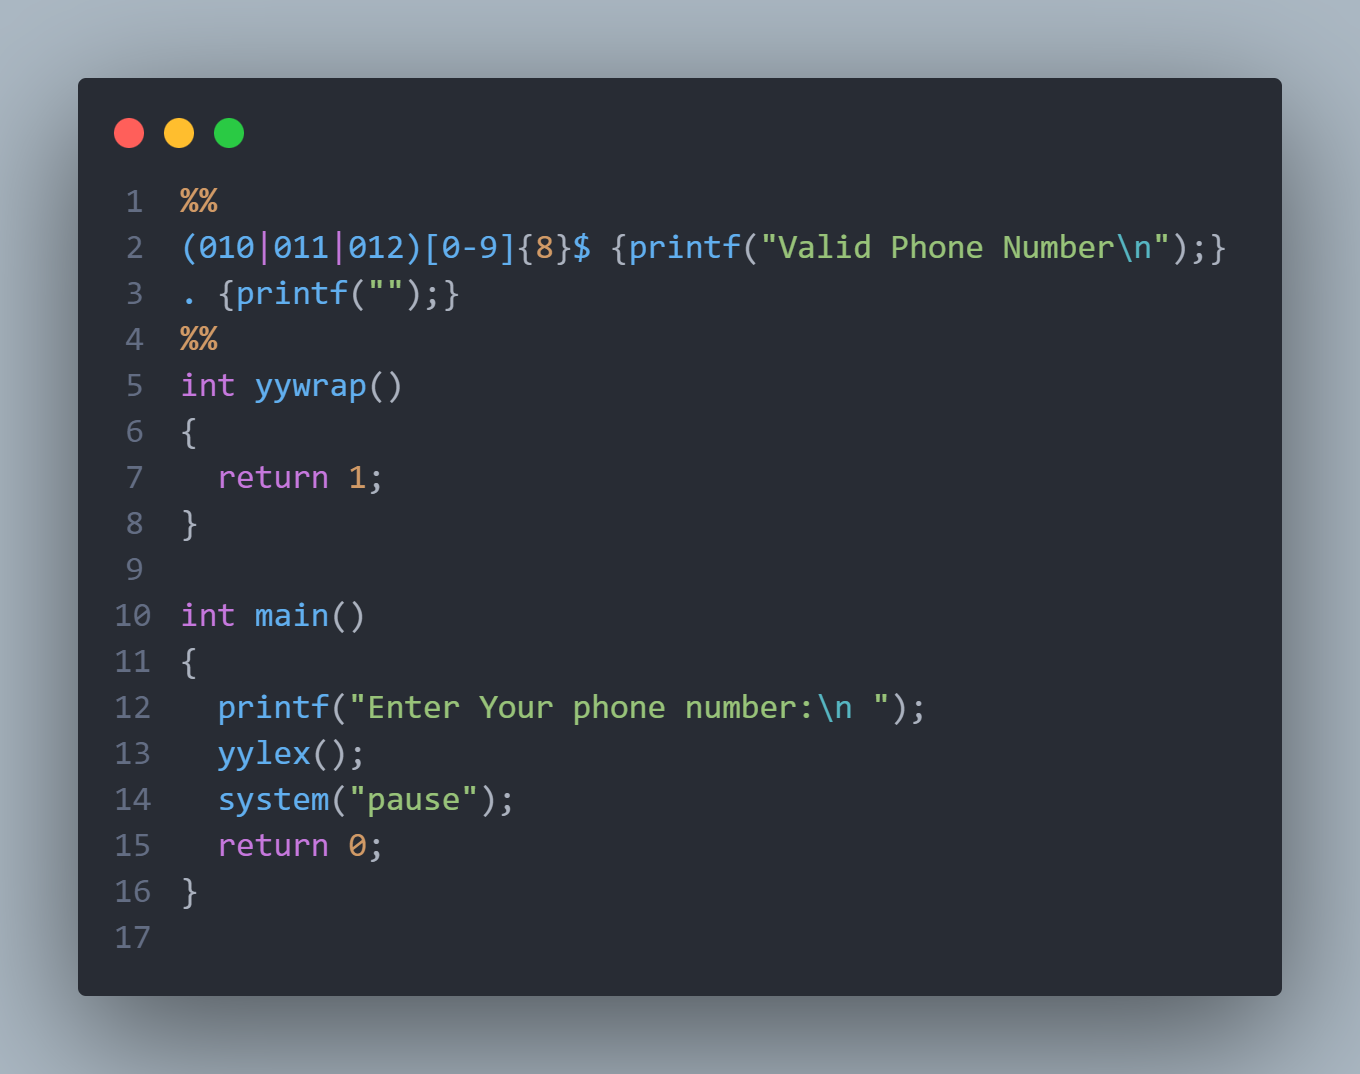 1 %%
2 (010|011|012)[0-9]{8}$ {printf("Valid Phone Number\n");}
3 . {printf("");}
4 %%
5 int yywrap()
6 {
7   return 1;
8 }
9
10 int main()
11 {
12   printf("Enter Your phone number:\n ");
13   yylex();
14   system("pause");
15   return 0;
16 }
17